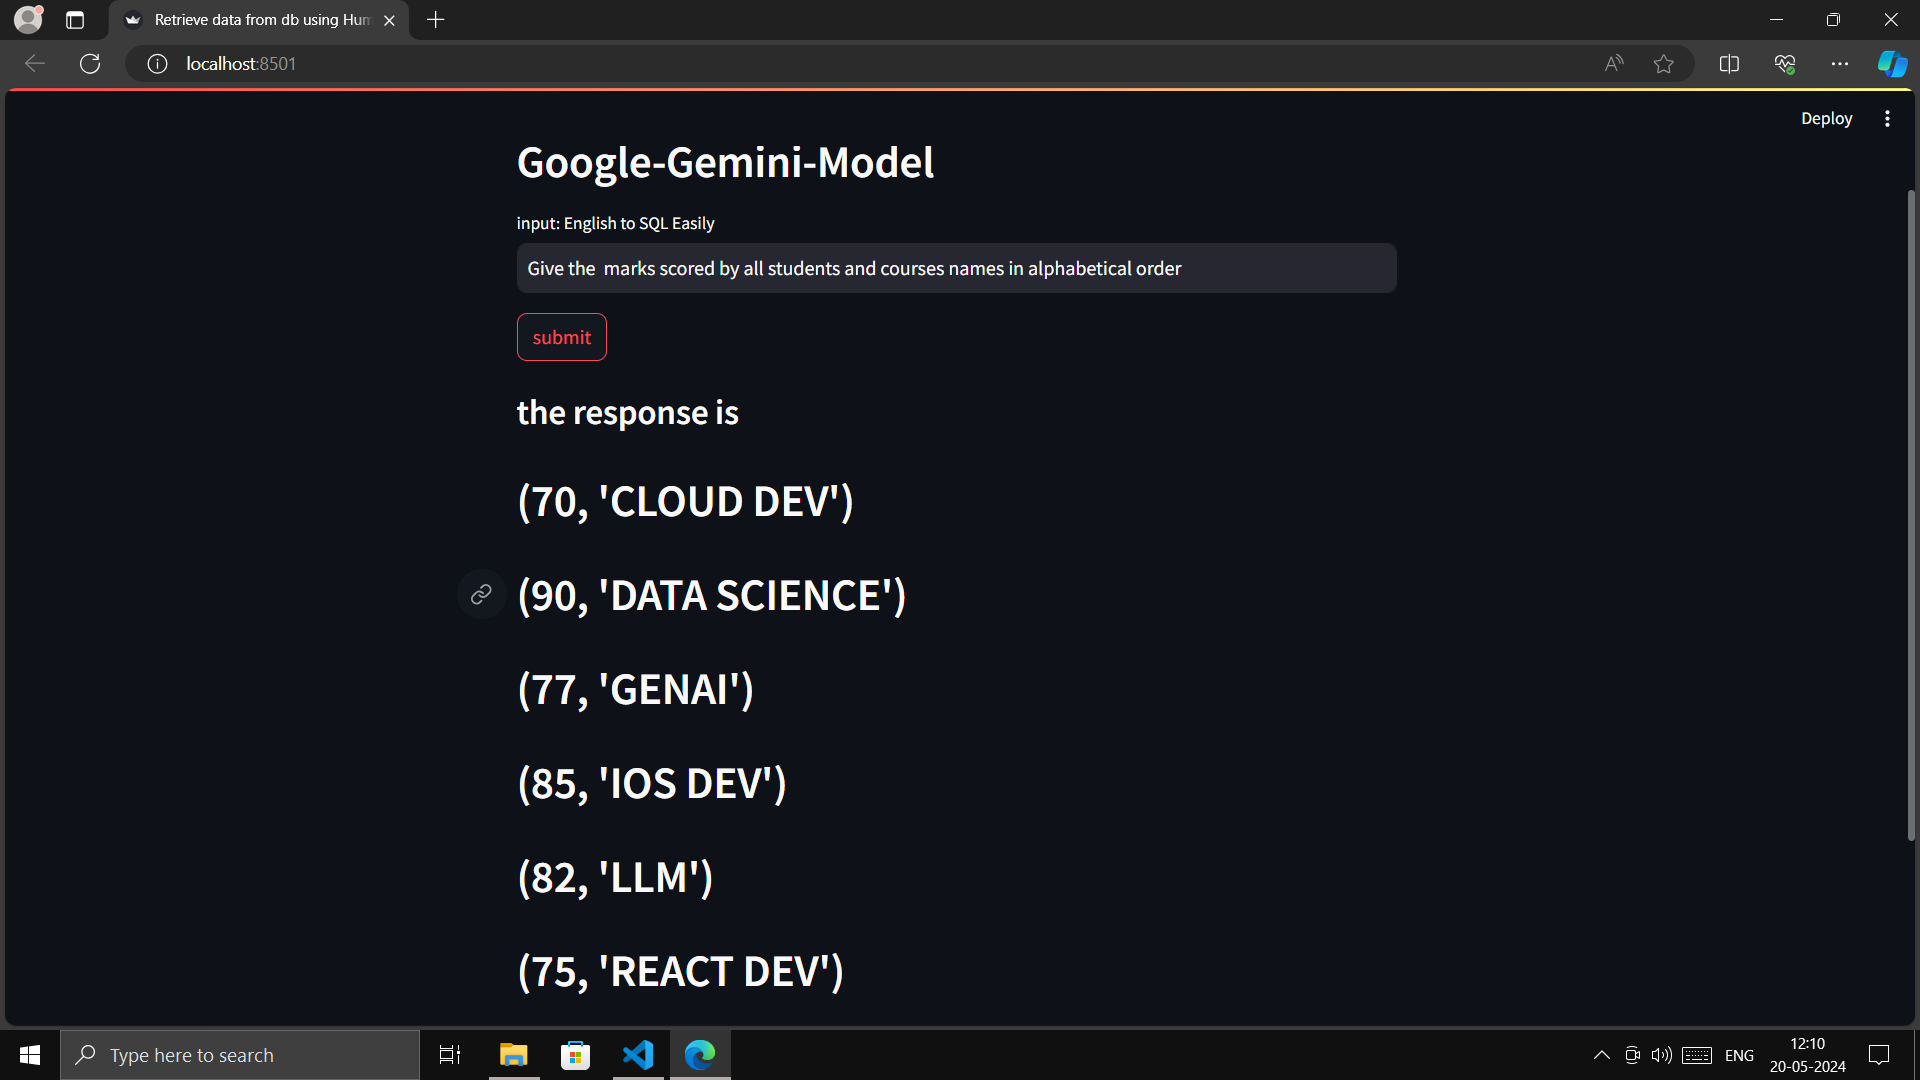 Retrieve data from db using Hum
localhost:8501
Deploy
Google-Gemini-Model
input: English to SQL Easily
Give the  marks scored by all students and courses names in alphabetical order
submit
the response is
(70, 'CLOUD DEV')
(90, 'DATA SCIENCE')
(77, 'GENAI')
(85, 'IOS DEV')
(82, 'LLM')
(75, 'REACT DEV')
Type here to search
ENG
12:10
20-05-2024